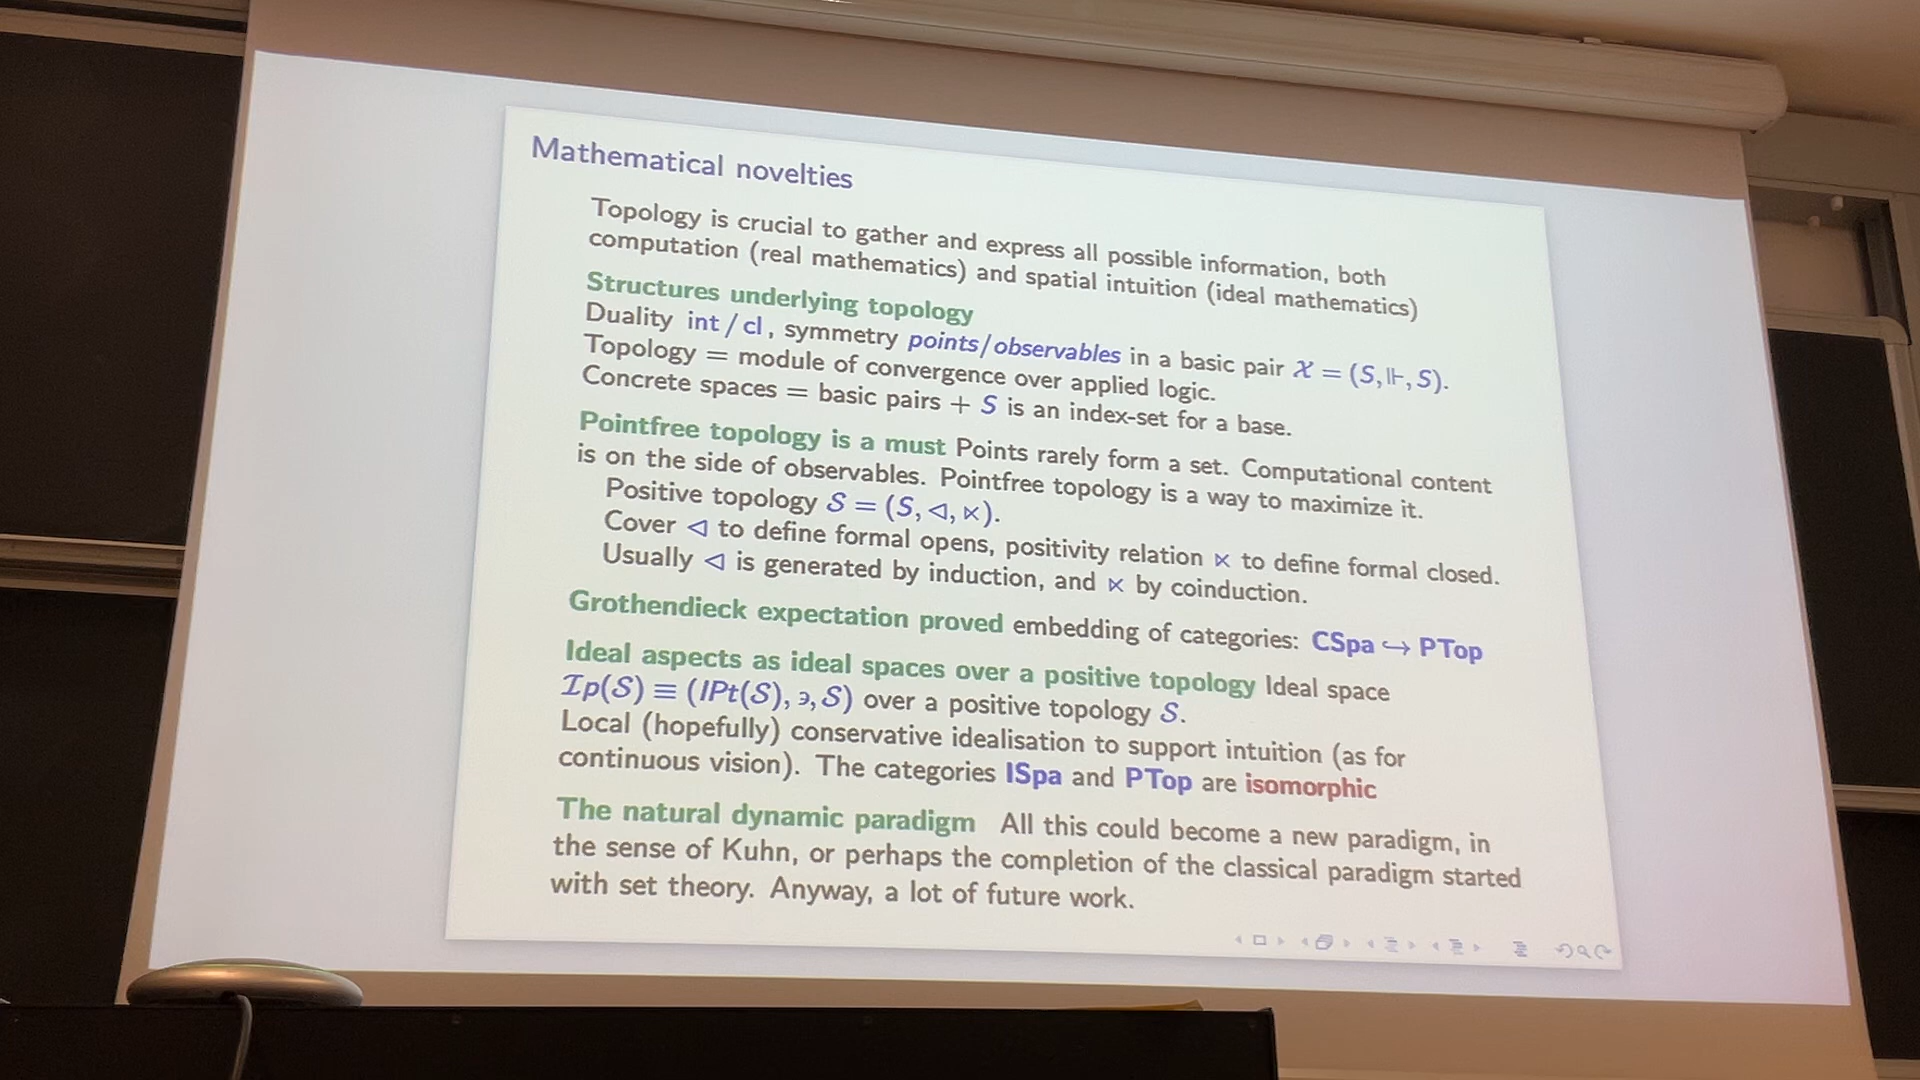 Mathematical novelties
Topology is crucial to gather and express all possible information, both
computation (real mathematics) and spatial intuition (ideal mathematics)
Structures underlying topology
Duality int / cl, symmetry points/observables in a basic pair 𝒳 = (S, ⊩, S).
Topology = module of convergence over applied logic.
Concrete spaces = basic pairs + S is an index-set for a base.
Pointfree topology is a must Points rarely form a set. Computational content
is on the side of observables. Pointfree topology is a way to maximize it.
Positive topology 𝒮 = (S, ◁, ⋉).
Cover ◁ to define formal opens, positivity relation ⋉ to define formal closed.
Usually ◁ is generated by induction, and ⋉ by coinduction.
Grothendieck expectation proved embedding of categories: CSpa ↪ PTop
Ideal aspects as ideal spaces over a positive topology Ideal space
ℐp(𝒮) ≡ (IPt(𝒮), ∋, 𝒮) over a positive topology 𝒮.
Local (hopefully) conservative idealisation to support intuition (as for
continuous vision). The categories ISpa and PTop are isomorphic
The natural dynamic paradigm All this could become a new paradigm, in
the sense of Kuhn, or perhaps the completion of the classical paradigm started
with set theory. Anyway, a lot of future work.